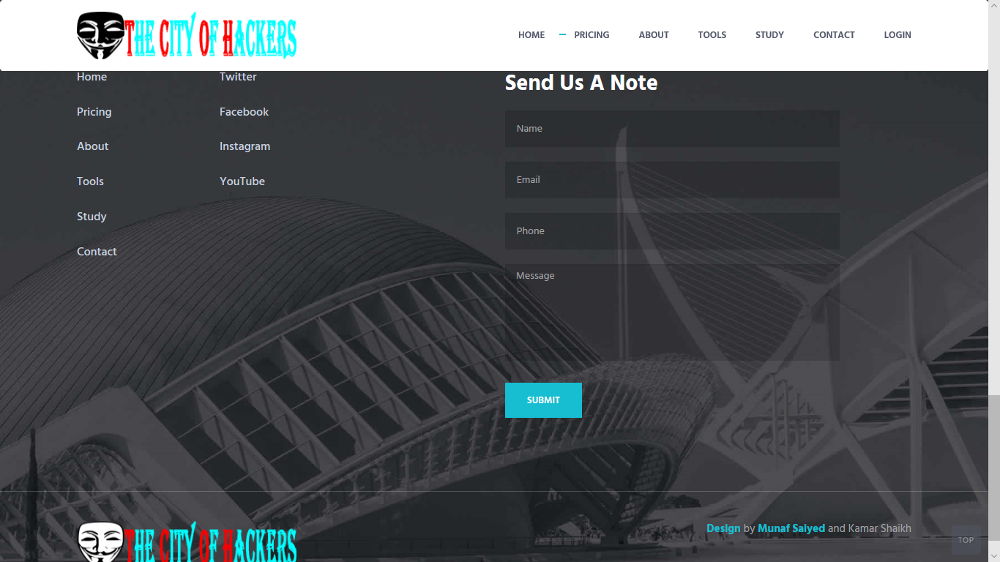 THE CITY OF HACKERS
HOME
PRICING
ABOUT
TOOLS
STUDY
CONTACT
LOGIN
Home
Pricing
About
Tools
Study
Contact
Twitter
Facebook
Instagram
YouTube
Send Us A Note
Name
Email
Phone
Message
SUBMIT
THE CITY OF HACKERS
Design by Munaf Saiyed and Kamar Shaikh
TOP